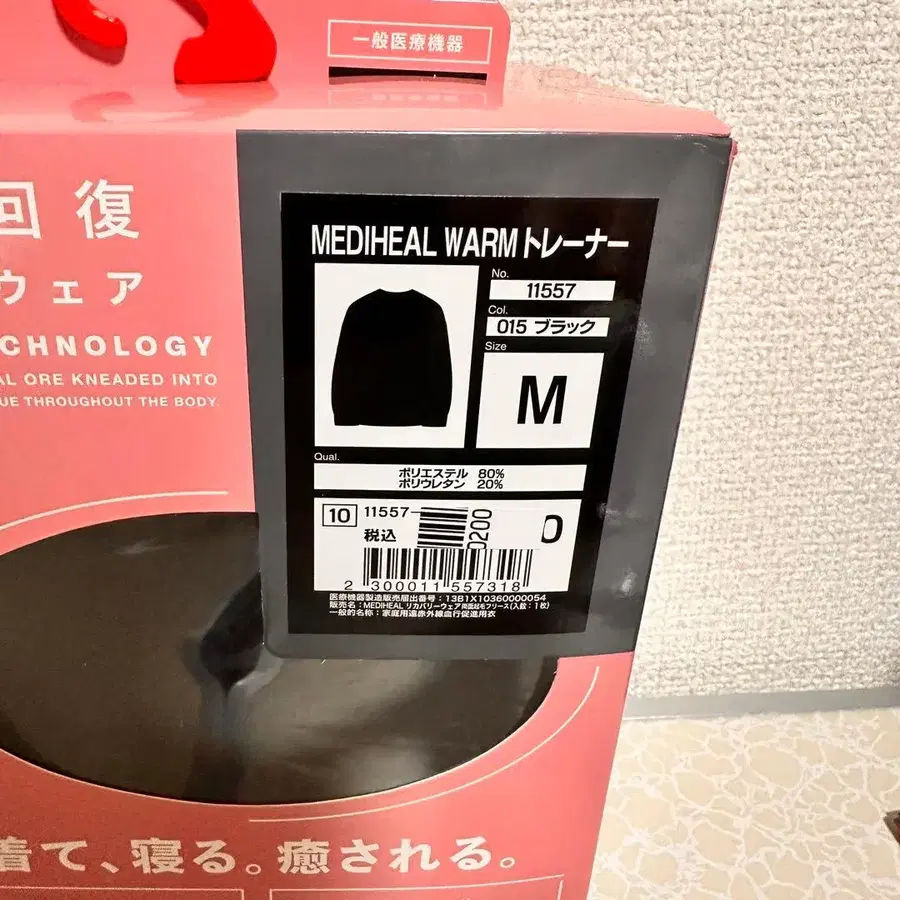 一般医療機器
回復
ウェア
CHNOLOGY
AL ORE KNEADED INTO
UE THROUGHOUT THE BODY.
MEDIHEAL WARMトレーナー
No.
11557
Col.
015 ブラック
Size
M
Qual.
ポリエステル 80%
ポリウレタン 20%
10 11557-
0200
税込
2 300011 557318
医療機器製造販売届出番号:13B1X10360000054
販売名:MEDIHEAL リカバリーウェア両面起毛フリース(入数:1枚)
一般的名称:家庭用遠赤外線血行促進用衣
着て、寝る。癒される。